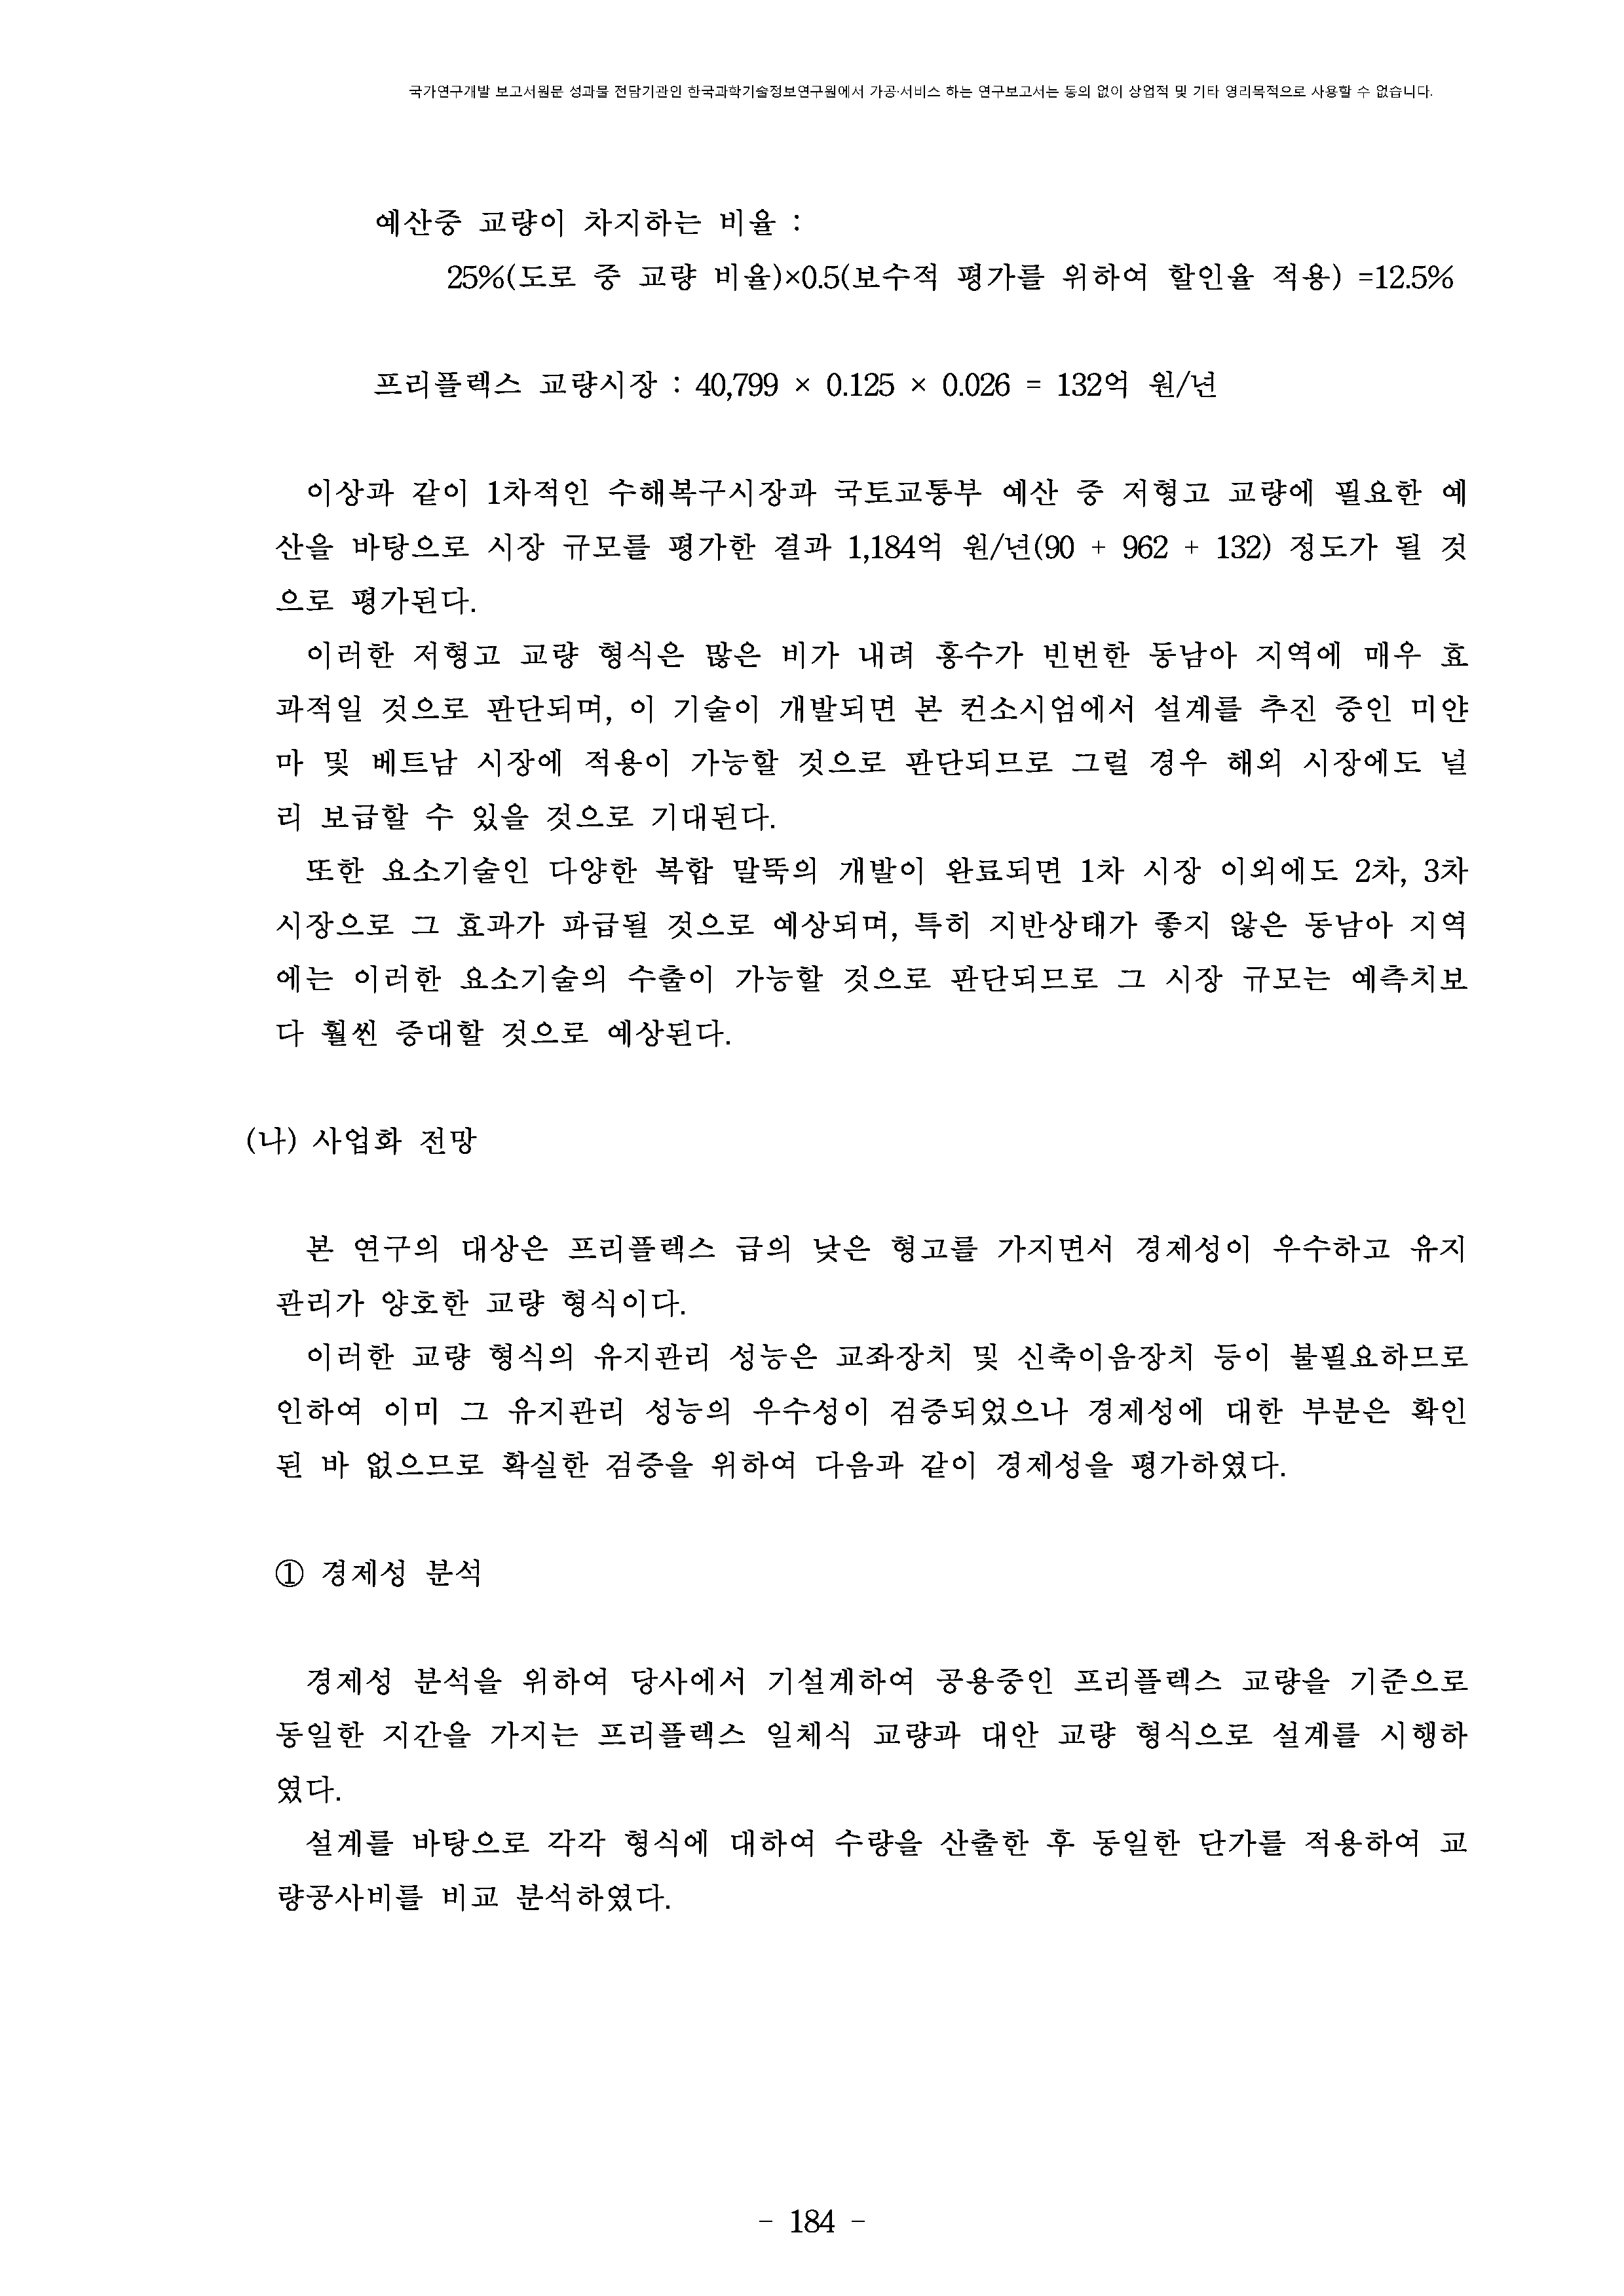 국가연구개발 보고서원문 성과물 전담기관인 한국과학기술정보연구원에서 가공·서비스 하는 연구보고서는 동의 없이 상업적 및 기타 영리목적으로 사용할 수 없습니다.
예산중 교량이 차지하는 비율 :
25%(도로 중 교량 비율)×0.5(보수적 평가를 위하여 할인율 적용) =12.5%
프리플렉스 교량시장 : 40,799 × 0.125 × 0.026 = 132억 원/년
이상과 같이 1차적인 수해복구시장과 국토교통부 예산 중 저형고 교량에 필요한 예
산을 바탕으로 시장 규모를 평가한 결과 1,184억 원/년(90 + 962 + 132) 정도가 될 것
으로 평가된다.
이러한 저형고 교량 형식은 많은 비가 내려 홍수가 빈번한 동남아 지역에 매우 효
과적일 것으로 판단되며, 이 기술이 개발되면 본 컨소시엄에서 설계를 추진 중인 미얀
마 및 베트남 시장에 적용이 가능할 것으로 판단되므로 그럴 경우 해외 시장에도 널
리 보급할 수 있을 것으로 기대된다.
또한 요소기술인 다양한 복합 말뚝의 개발이 완료되면 1차 시장 이외에도 2차, 3차
시장으로 그 효과가 파급될 것으로 예상되며, 특히 지반상태가 좋지 않은 동남아 지역
에는 이러한 요소기술의 수출이 가능할 것으로 판단되므로 그 시장 규모는 예측치보
다 훨씬 증대할 것으로 예상된다.
(나) 사업화 전망
본 연구의 대상은 프리플렉스 급의 낮은 형고를 가지면서 경제성이 우수하고 유지
관리가 양호한 교량 형식이다.
이러한 교량 형식의 유지관리 성능은 교좌장치 및 신축이음장치 등이 불필요하므로
인하여 이미 그 유지관리 성능의 우수성이 검증되었으나 경제성에 대한 부분은 확인
된 바 없으므로 확실한 검증을 위하여 다음과 같이 경제성을 평가하였다.
① 경제성 분석
경제성 분석을 위하여 당사에서 기설계하여 공용중인 프리플렉스 교량을 기준으로
동일한 지간을 가지는 프리플렉스 일체식 교량과 대안 교량 형식으로 설계를 시행하
였다.
설계를 바탕으로 각각 형식에 대하여 수량을 산출한 후 동일한 단가를 적용하여 교
량공사비를 비교 분석하였다.
- 184 -